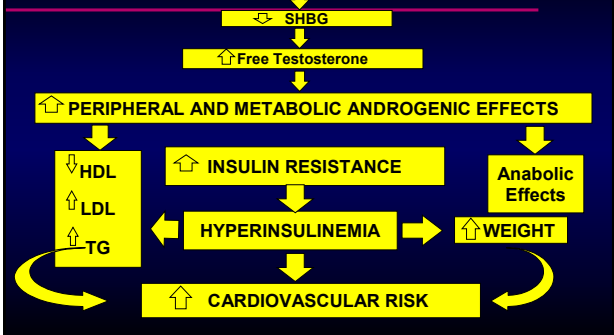 SHBG
Free Testosterone
PERIPHERAL AND METABOLIC ANDROGENIC EFFECTS
HDL
LDL
TG
INSULIN RESISTANCE
HYPERINSULINEMIA
Anabolic
Effects
WEIGHT
CARDIOVASCULAR RISK